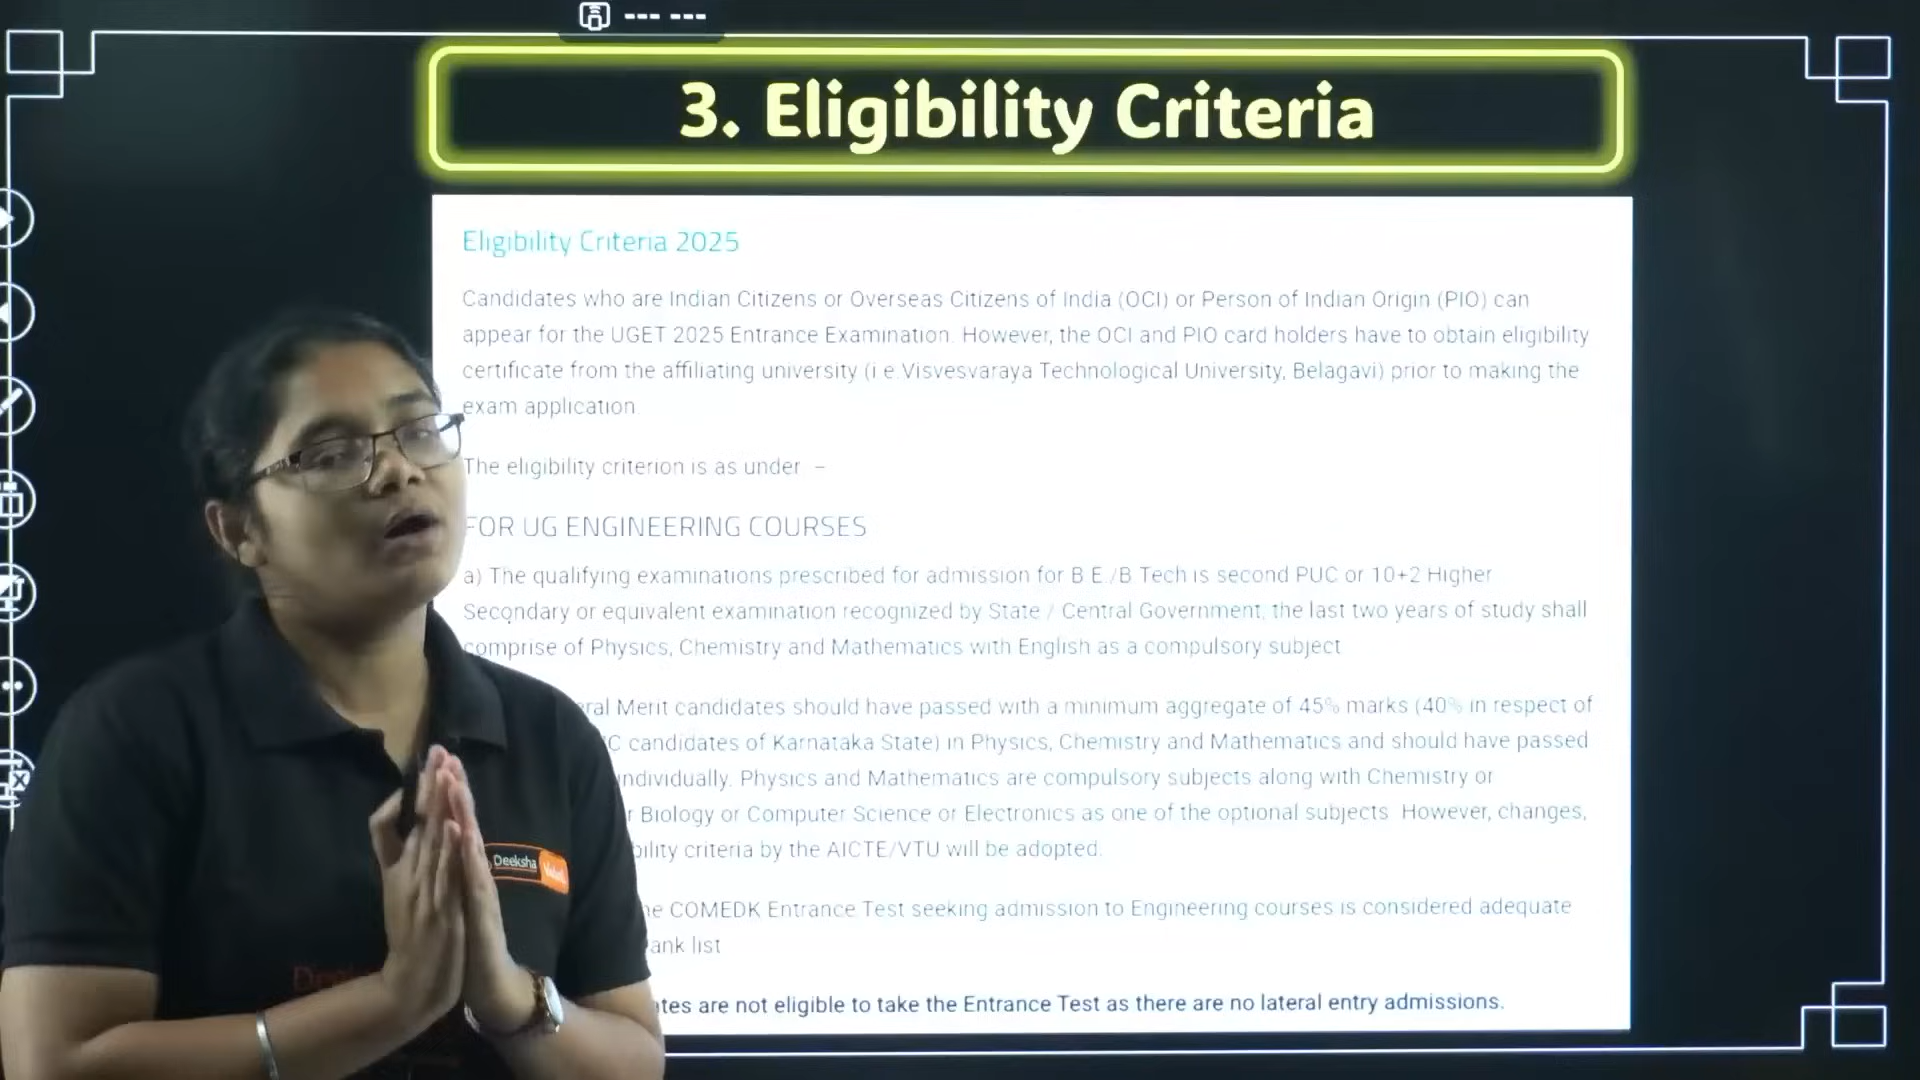 3. Eligibility Criteria
Eligibility Criteria 2025
Candidates who are Indian Citizens or Overseas Citizens of India (OCI) or Person of Indian Origin (PIO) can
appear for the UGET 2025 Entrance Examination. However, the OCI and PIO card holders have to obtain eligibility
certificate from the affiliating university (i e.Visvesvaraya Technological University, Belagavi) prior to making the
exam application
The eligibility criterion is as under –
FOR UG ENGINEERING COURSES
a) The qualifying examinations prescribed for admission for B E./B Tech is second PUC or 10+2 Higher
Secondary or equivalent examination recognized by State / Central Government, the last two years of study shall
comprise of Physics, Chemistry and Mathematics with English as a compulsory subject
Merit candidates should have passed with a minimum aggregate of 45% marks (40% in respect of
candidates of Karnataka State) in Physics, Chemistry and Mathematics and should have passed
individually. Physics and Mathematics are compulsory subjects along with Chemistry or
Biology or Computer Science or Electronics as one of the optional subjects However, changes,
criteria by the AICTE/VTU will be adopted.
COMEDK Entrance Test seeking admission to Engineering courses is considered adequate
list
are not eligible to take the Entrance Test as there are no lateral entry admissions.
Deeksha